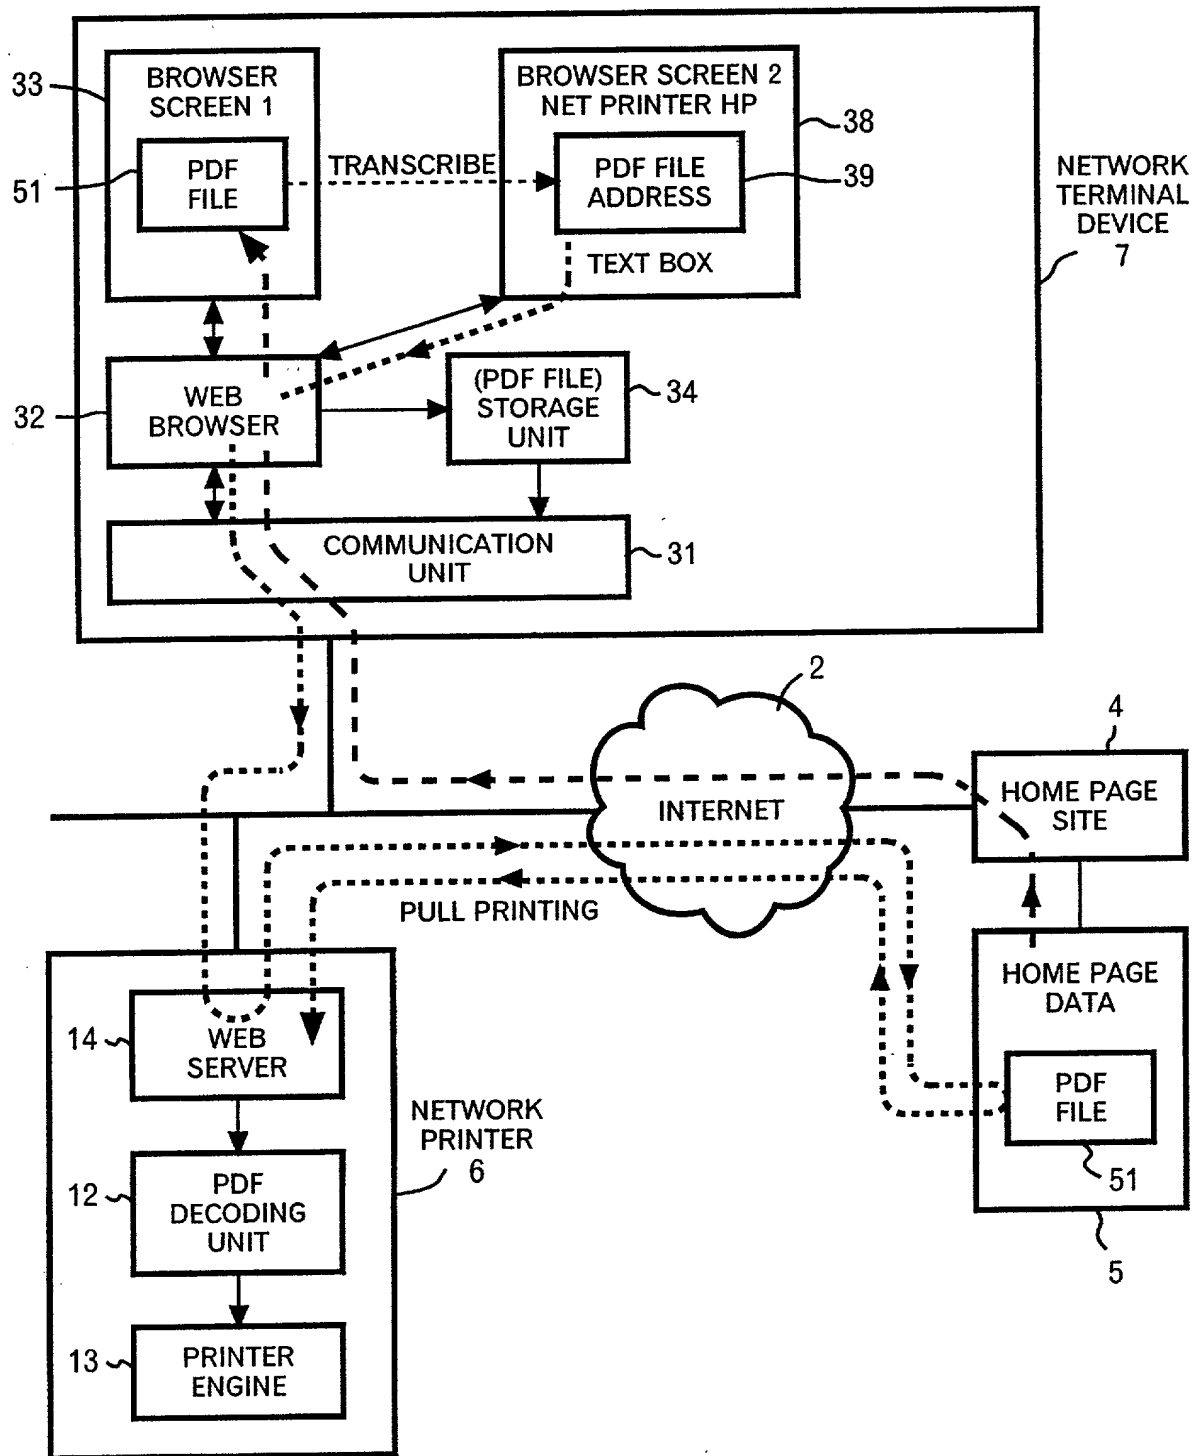 33
BROWSER
SCREEN 1
51
PDF
FILE
TRANSCRIBE
BROWSER SCREEN 2
NET PRINTER HP
38
PDF FILE
ADDRESS
39
TEXT BOX
NETWORK
TERMINAL
DEVICE
7
32
WEB
BROWSER
(PDF FILE)
STORAGE
UNIT
34
COMMUNICATION
UNIT
31
2
INTERNET
4
HOME PAGE
SITE
PULL PRINTING
HOME PAGE
DATA
PDF
FILE
51
5
14
WEB
SERVER
NETWORK
PRINTER
6
12
PDF
DECODING
UNIT
13
PRINTER
ENGINE